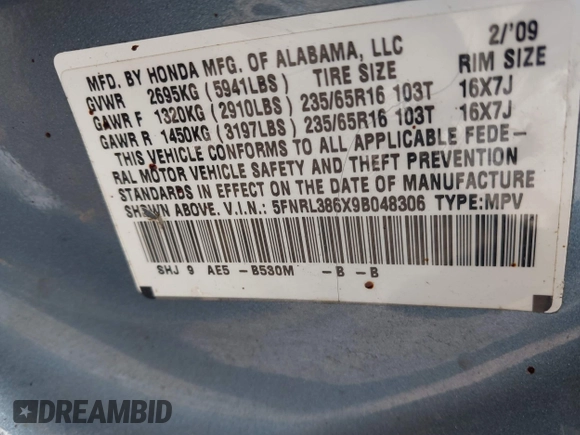 MFD. BY HONDA MFG. OF ALABAMA, LLC 2/'09
GVWR 2695KG(5941LBS) TIRE SIZE RIM SIZE
GAWR F 1320KG(2910LBS) 235/65R16 103T 16X7J
GAWR R 1450KG(3197LBS) 235/65R16 103T 16X7J
THIS VEHICLE CONFORMS TO ALL APPLICABLE FEDE-
RAL MOTOR VEHICLE SAFETY AND THEFT PREVENTION
STANDARDS IN EFFECT ON THE DATE OF MANUFACTURE
SHOWN ABOVE. V.I.N.: 5FNRL386X9B048306 TYPE:MPV
SHJ 9 AE5 -B530M -B -B
DREAMBID